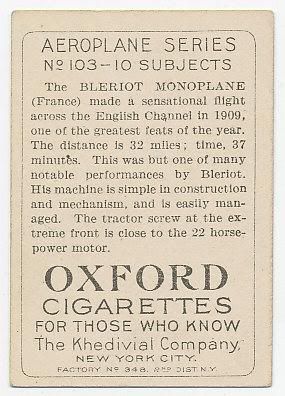 AEROPLANE SERIES
Nº 103-10 SUBJECTS
The BLERIOT MONOPLANE
(France) made a sensational flight
across the English Channel in 1909,
one of the greatest feats of the year.
The distance is 32 miles; time, 37
minutes. This was but one of many
notable performances by Bleriot.
His machine is simple in construction
and mechanism, and is easily man-
aged. The tractor screw at the ex-
treme front is close to the 22 horse-
power motor.
OXFORD
CIGARETTES
FOR THOSE WHO KNOW
The Khedivial Company,
NEW YORK CITY.
FACTORY Nº 348. 2ND DIST. N.Y.